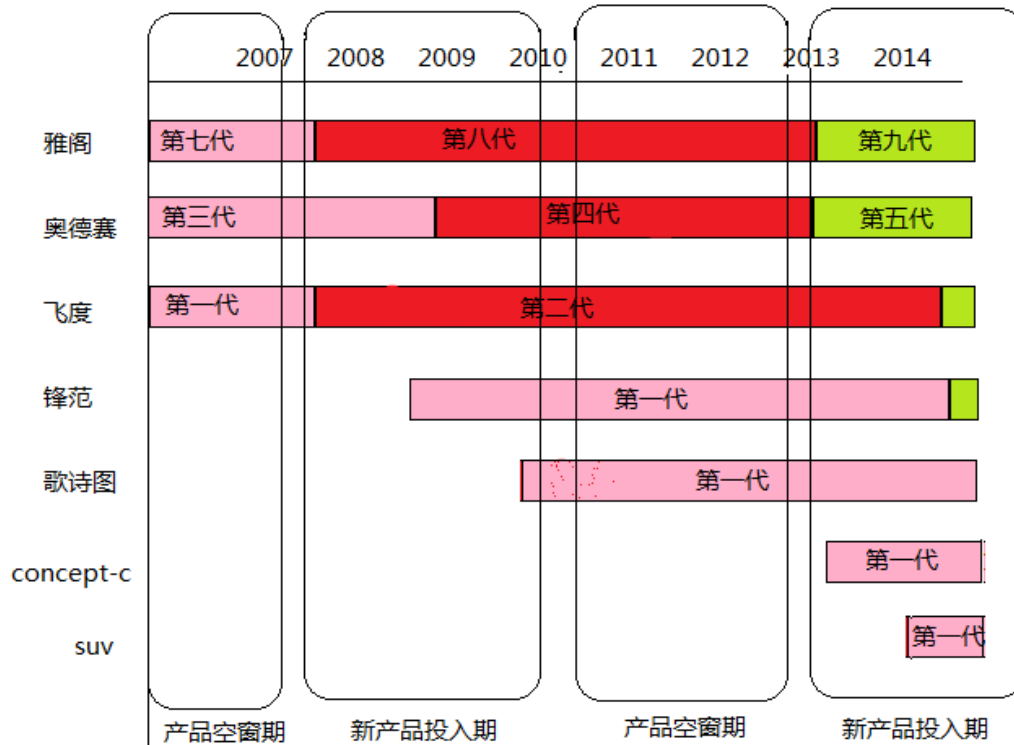 2007 2008 2009 2010 2011 2012 2013 2014
雅阁 第七代 第八代 第九代
奥德赛 第三代 第四代 第五代
飞度 第一代 第二代
锋范 第一代
歌诗图 第一代
concept-c 第一代
suv 第一代
产品空窗期 新产品投入期 产品空窗期 新产品投入期